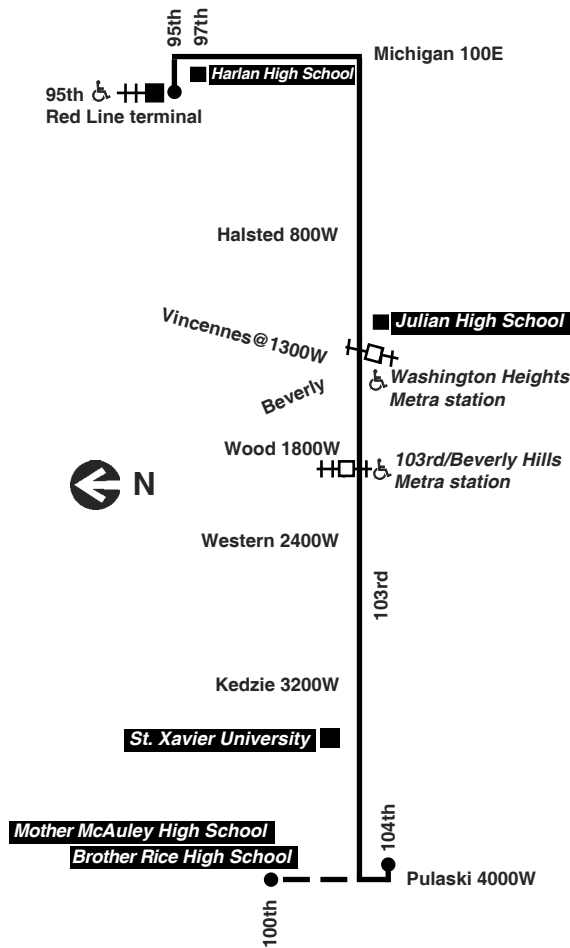 95th
97th
Michigan 100E
Harlan High School
95th
Red Line terminal
Halsted 800W
Julian High School
Vincennes@1300W
Washington Heights
Metra station
Beverly
Wood 1800W
103rd/Beverly Hills
Metra station
N
Western 2400W
103rd
Kedzie 3200W
St. Xavier University
Mother McAuley High School
104th
Brother Rice High School
Pulaski 4000W
100th